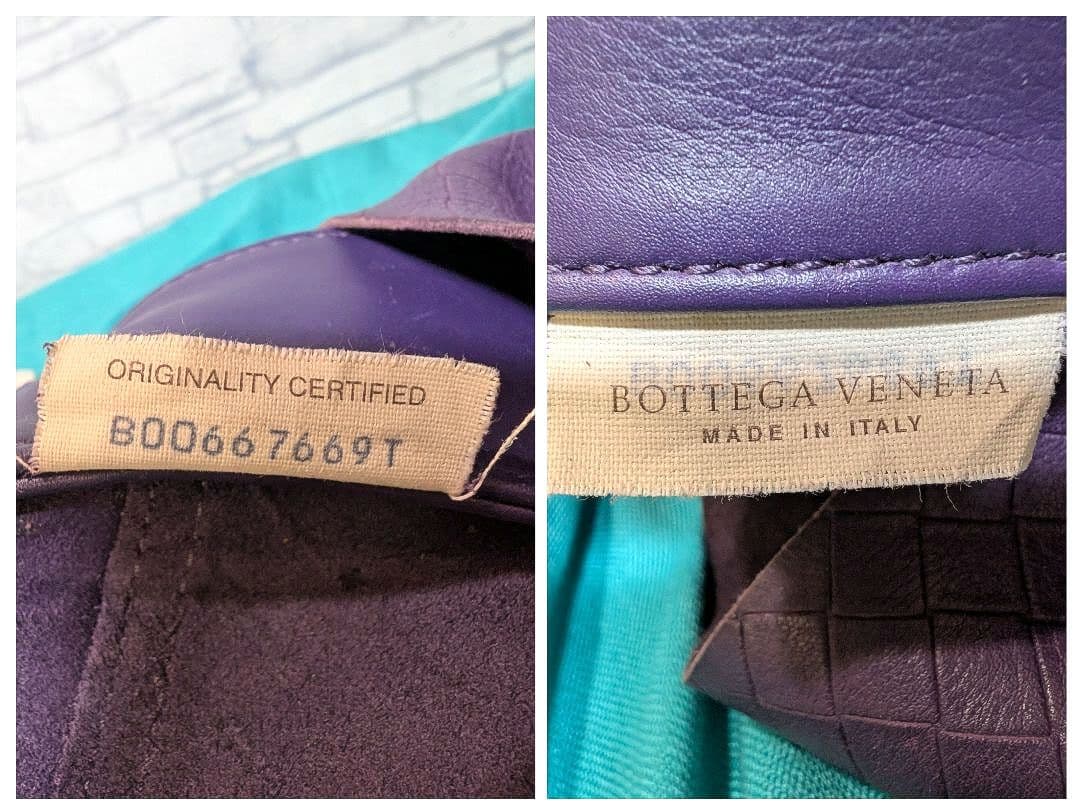 ORIGINALITY CERTIFIED
B00667669T
BOTTEGA VENETA
MADE IN ITALY